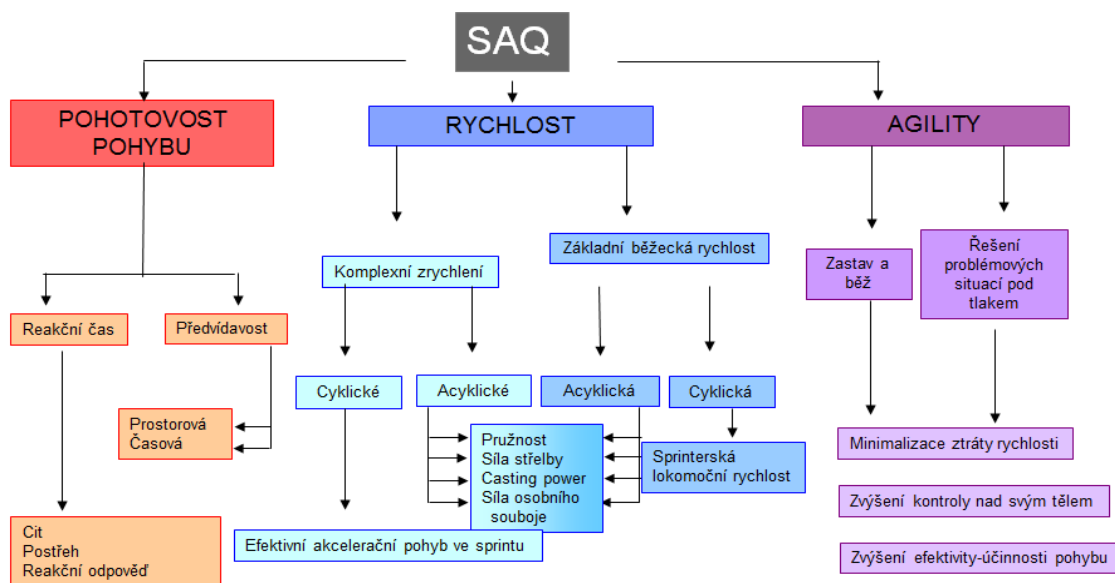 SAQ
POHOTOVOST
POHYBU
RYCHLOST
AGILITY
Komplexní zrychlení
Základní běžecká rychlost
Zastav a
běž
Řešení
problémových
situací pod
tlakem
Reakční čas
Předvídavost
Cyklické
Acyklické
Acyklická
Cyklická
Prostorová
Časová
Pružnost
Síla střelby
Casting power
Síla osobního
souboje
Sprinterská
lokomoční rychlost
Minimalizace ztráty rychlosti
Zvýšení kontroly nad svým tělem
Cit
Postřeh
Reakční odpověď
Efektivní akcelerační pohyb ve sprintu
Zvýšení efektivity-účinnosti pohybu